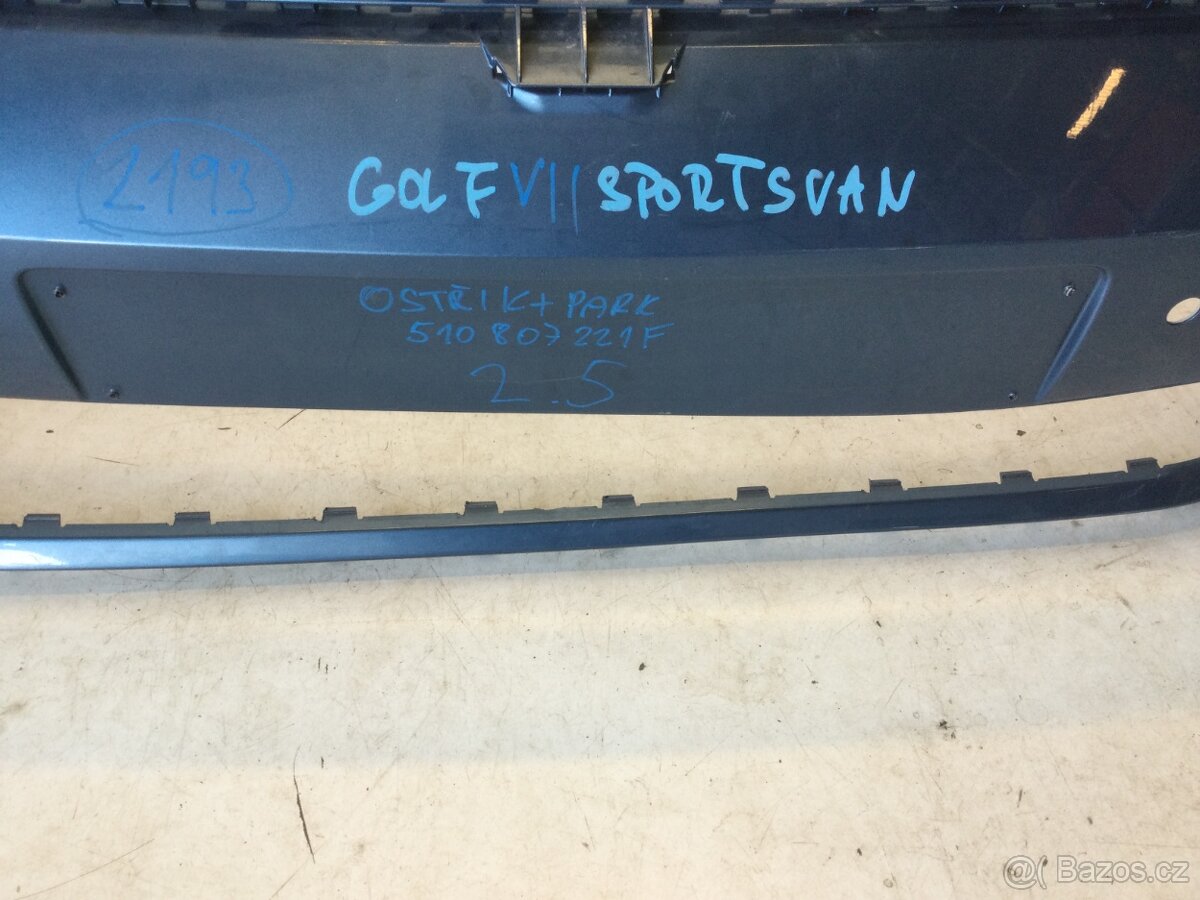 2193
GOLF VII SPORTSVAN
OSTŘIK+ PARK
510 807 221F
2.5
@( Bazos.cz